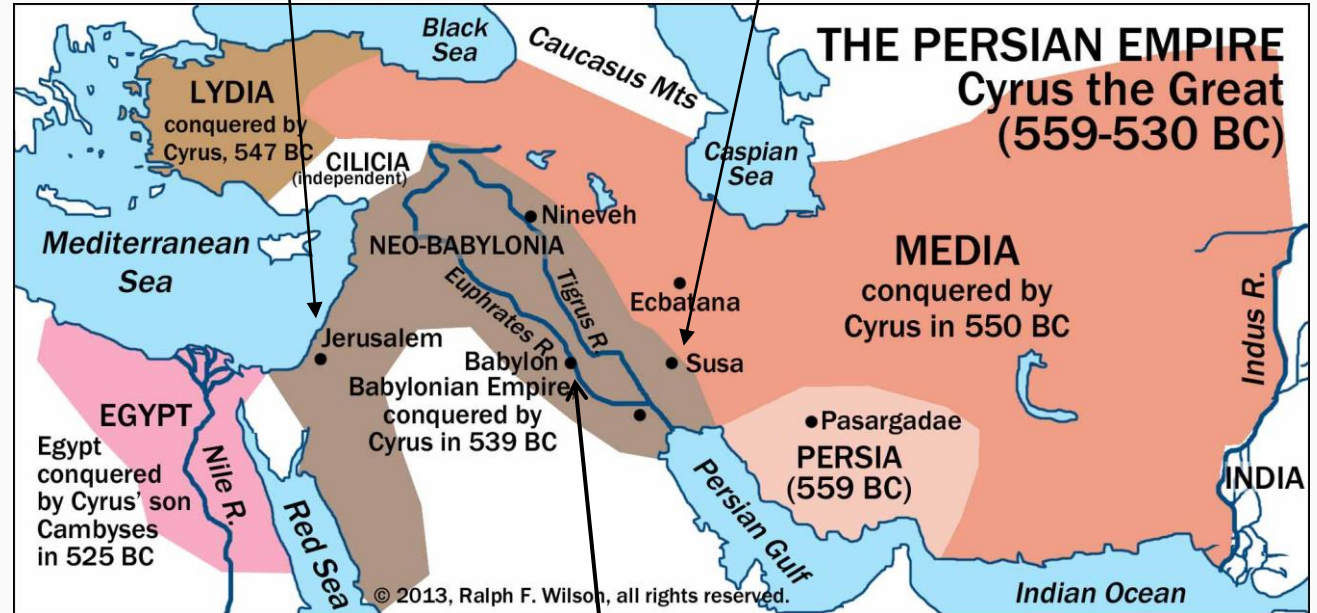 THE PERSIAN EMPIRE
Cyrus the Great
(559-530 BC)
Black
Sea
Caucasus Mts
LYDIA
conquered by
Cyrus, 547 BC
CILICIA
(independent)
Caspian
Sea
Nineveh
Mediterranean
Sea
NEO-BABYLONIA
MEDIA
conquered by
Cyrus in 550 BC
Euphrates R.
Tigrus R.
Ecbatana
Indus R.
Jerusalem
Babylon
Susa
Babylonian Empire
conquered by
Cyrus in 539 BC
EGYPT
Egypt
conquered
by Cyrus' son
Cambyses
in 525 BC
Nile R.
Red Sea
Pasargadae
PERSIA
(559 BC)
Persian Gulf
INDIA
Indian Ocean
© 2013, Ralph F. Wilson, all rights reserved.